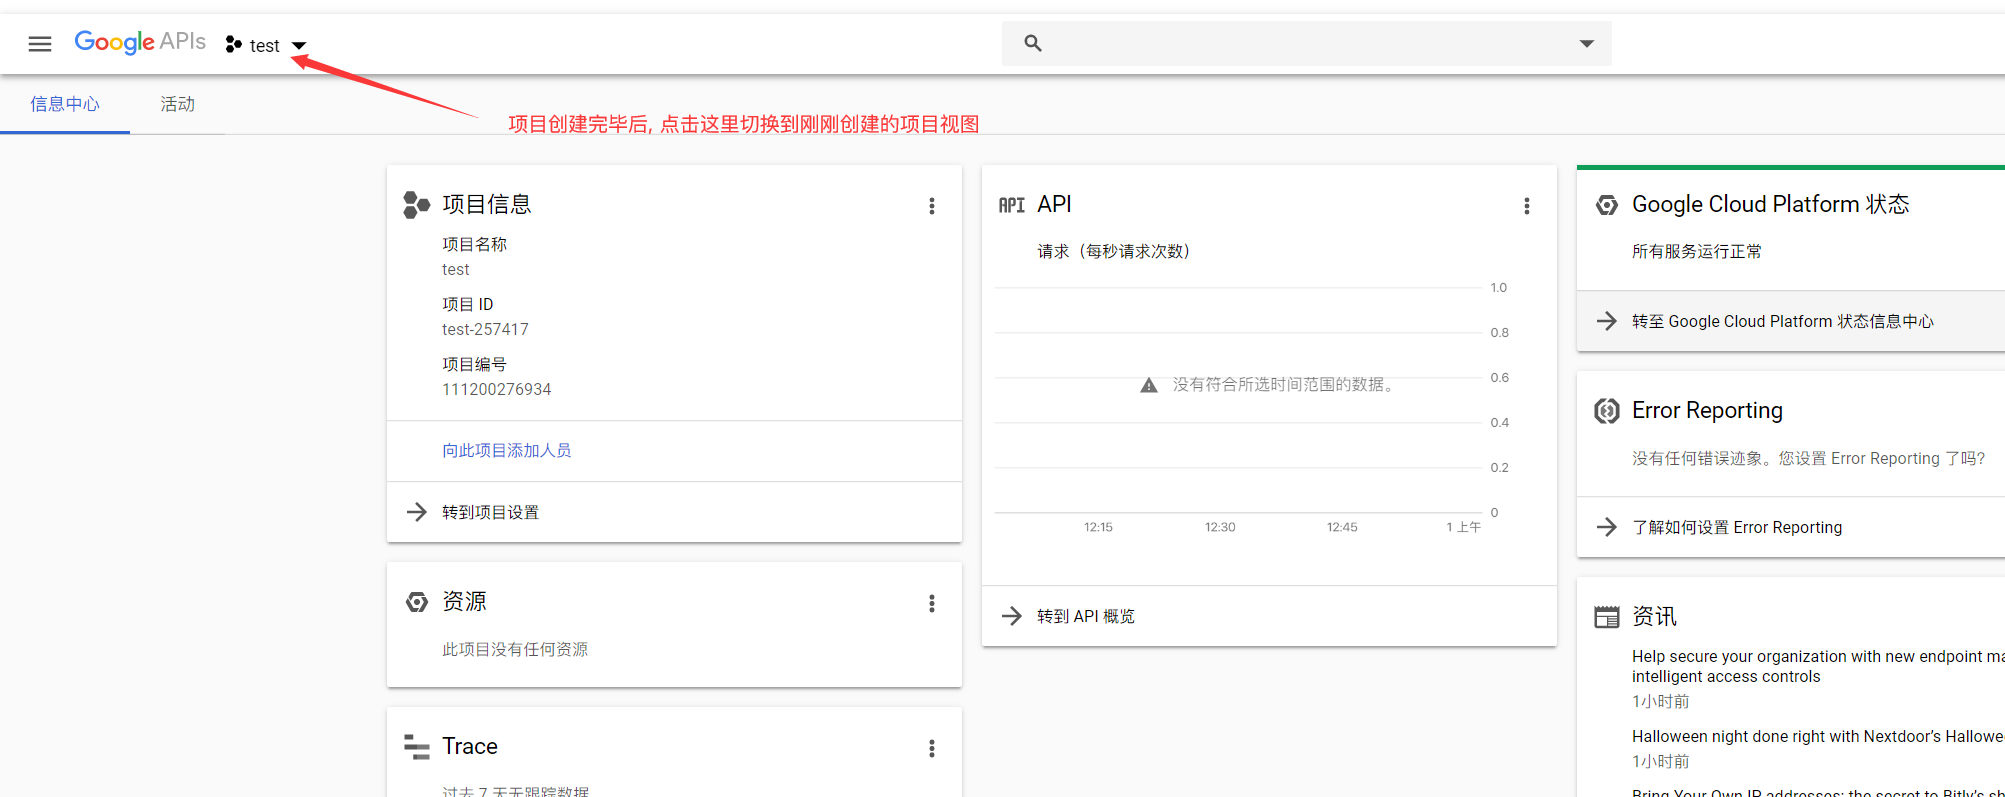 Google APIs
test
信息中心
活动
项目创建完毕后, 点击这里切换到刚刚创建的项目视图
项目信息
项目名称
test
项目 ID
test-257417
项目编号
111200276934
向此项目添加人员
转到项目设置
资源
此项目没有任何资源
Trace
过去 7 天无跟踪数据
API
API
请求（每秒请求次数）
1.0
0.8
0.6
没有符合所选时间范围的数据。
0.4
0.2
0
12:15
12:30
12:45
1 上午
转到 API 概览
Google Cloud Platform 状态
所有服务运行正常
转至 Google Cloud Platform 状态信息中心
Error Reporting
没有任何错误迹象。您设置 Error Reporting 了吗?
了解如何设置 Error Reporting
资讯
Help secure your organization with new endpoint ma
intelligent access controls
1小时前
Halloween night done right with Nextdoor's Hallowe
1小时前
Bring Your Own IP addresses: the secret to Bitly's sh